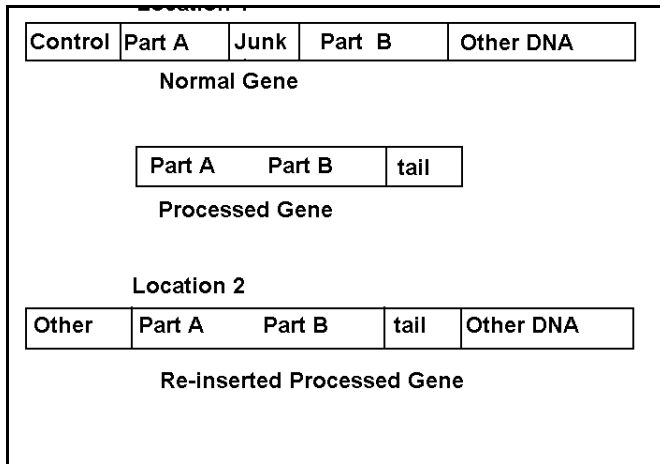 Control Part A Junk Part B Other DNA
Normal Gene
Part A Part B tail
Processed Gene
Location 2
Other Part A Part B tail Other DNA
Re-inserted Processed Gene